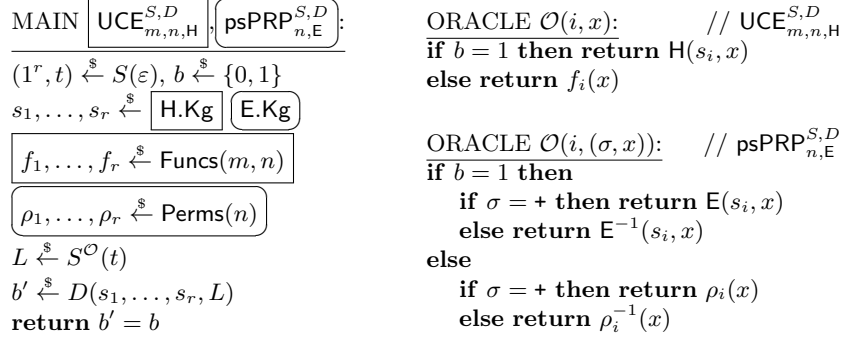 MAIN UCE^{S,D}_{m,n,H}, psPRP^{S,D}_{n,E}:
(1^r, t) ←$ S(ε), b ←$ {0, 1}
s_1, . . . , s_r ←$ H.Kg E.Kg
f_1, . . . , f_r ←$ Funcs(m, n)
ρ_1, . . . , ρ_r ←$ Perms(n)
L ←$ S^O(t)
b′ ←$ D(s_1, . . . , s_r, L)
return b′ = b
ORACLE O(i, x): // UCE^{S,D}_{m,n,H}
if b = 1 then return H(s_i, x)
else return f_i(x)
ORACLE O(i, (σ, x)): // psPRP^{S,D}_{n,E}
if b = 1 then
if σ = + then return E(s_i, x)
else return E^{−1}(s_i, x)
else
if σ = + then return ρ_i(x)
else return ρ_i^{−1}(x)